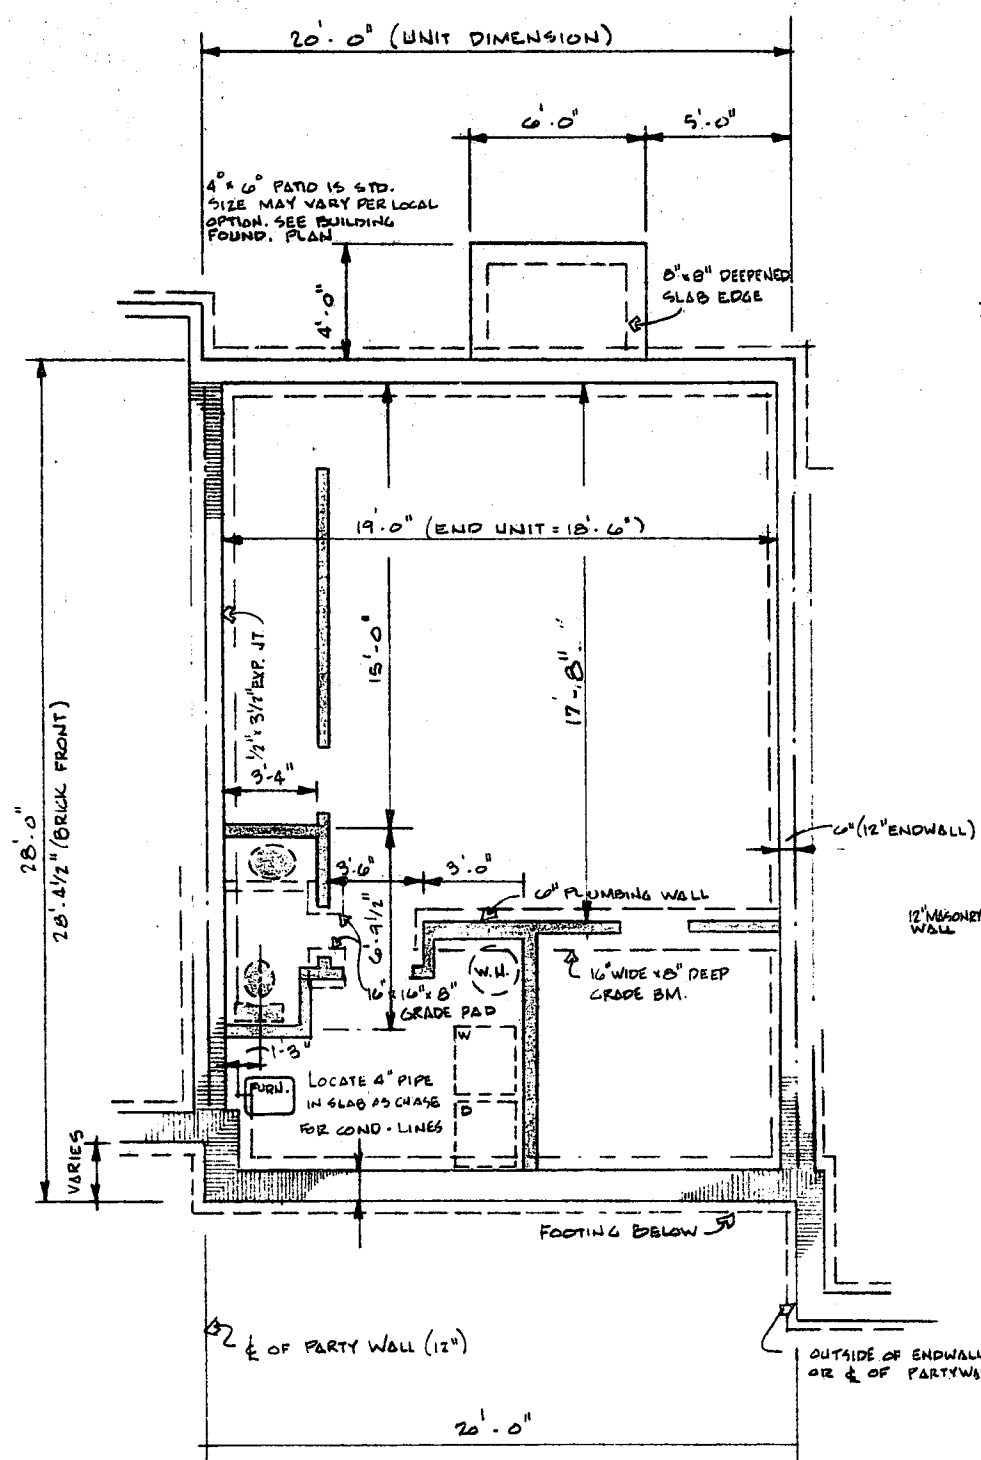 20'-0" (UNIT DIMENSION)
6'-0"
5'-0"
4° x 6° PATIO IS STD.
SIZE MAY VARY PER LOCAL
OPTION. SEE BUILDING
FOUND. PLAN
4'-0"
8"x8" DEEPENED
SLAB EDGE
19'-0" (END UNIT = 18'-6")
1/2" x 3 1/2" EXP. JT.
15'-0"
17'-8"
3'-4"
28'-0"
28'-4 1/2" (BRICK FRONT)
6" (12" ENDWALL)
3'-6"
3'-0"
6" PLUMBING WALL
6'-9 1/2"
12" MASONRY
WALL
W.H.
16" WIDE x 8" DEEP
GRADE BM.
16" x 16" x 8"
GRADE PAD
W
1'-3"
FURN.
LOCATE 4" PIPE
IN SLAB AS CHASE
FOR COND. LINES
D
VARIES
FOOTING BELOW
℄ OF PARTY WALL (12")
OUTSIDE OF ENDWALL
OR ℄ OF PARTYWA
20'-0"